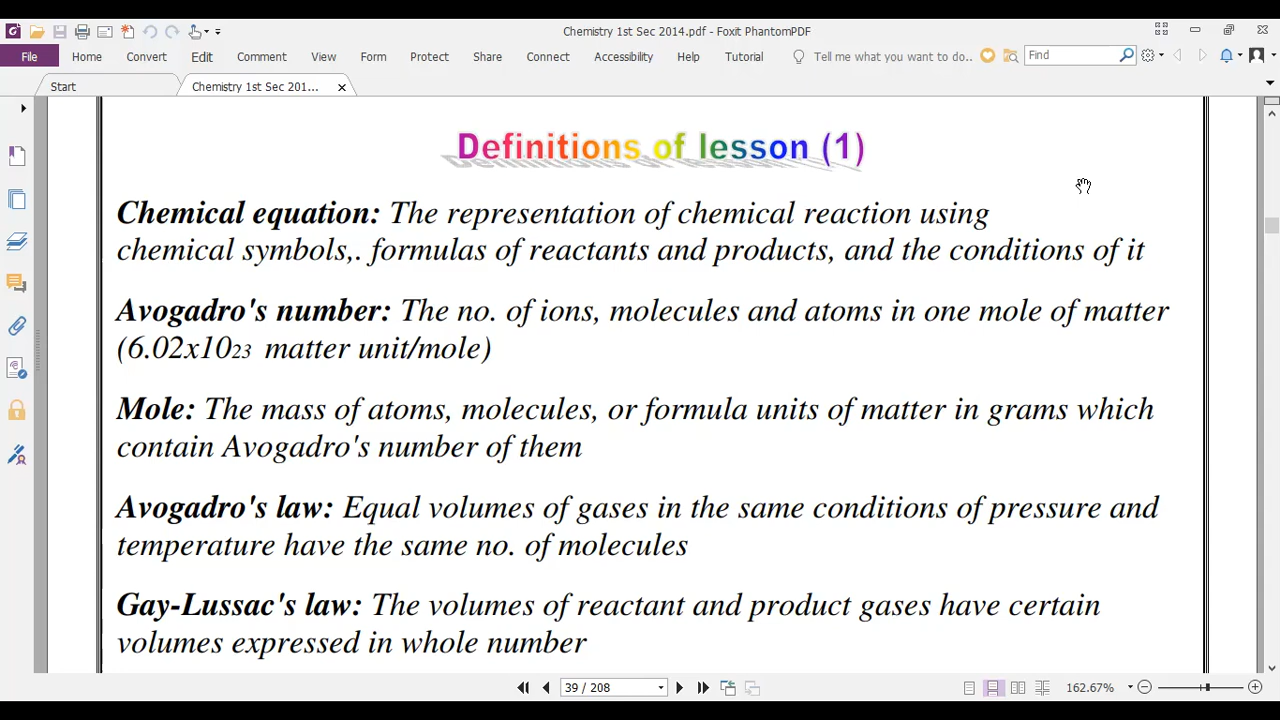 Chemistry 1st Sec 2014.pdf - Foxit PhantomPDF
File Home Convert Edit Comment View Form Protect Share Connect Accessibility Help Tutorial Tell me what you want to do.. Find
Start Chemistry 1st Sec 201...
Definitions of lesson (1)
Chemical equation: The representation of chemical reaction using
chemical symbols,. formulas of reactants and products, and the conditions of it
Avogadro's number: The no. of ions, molecules and atoms in one mole of matter
(6.02x1023 matter unit/mole)
Mole: The mass of atoms, molecules, or formula units of matter in grams which
contain Avogadro's number of them
Avogadro's law: Equal volumes of gases in the same conditions of pressure and
temperature have the same no. of molecules
Gay-Lussac's law: The volumes of reactant and product gases have certain
volumes expressed in whole number
39 / 208 162.67%